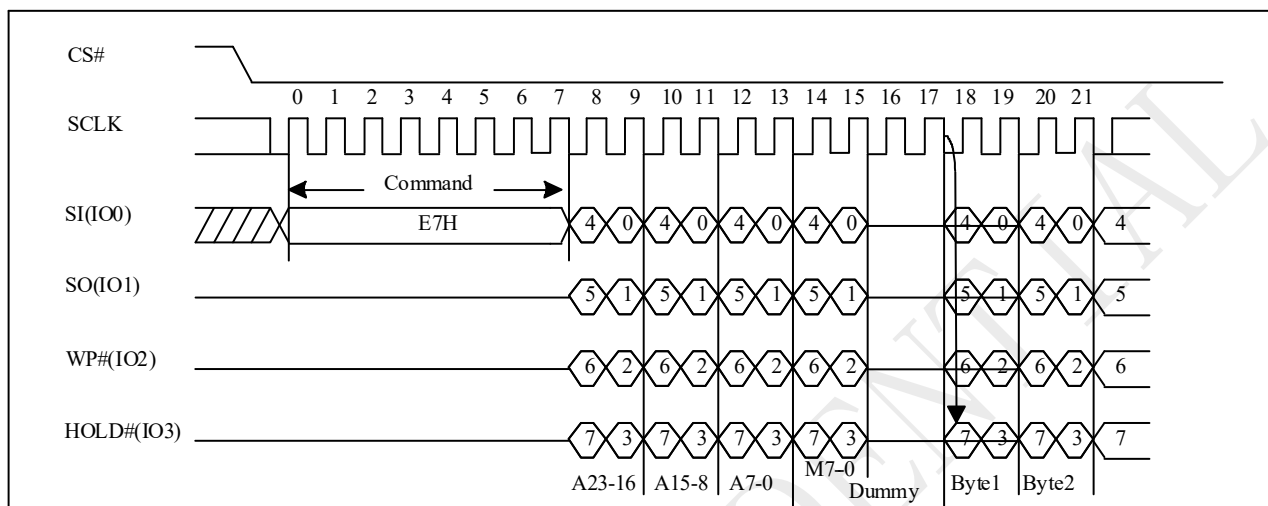 CS#
0 1 2 3 4 5 6 7 8 9 10 11 12 13 14 15 16 17 18 19 20 21
SCLK
Command
SI(IO0) E7H 4 0 4 0 4 0 4 0 4 0 4 0 4
SO(IO1) 5 1 5 1 5 1 5 1 5 1 5 1 5
WP#(IO2) 6 2 6 2 6 2 6 2 6 2 6 2 6
HOLD#(IO3) 7 3 7 3 7 3 7 3 7 3 7 3 7
A23-16 A15-8 A7-0 M7-0 Dummy Byte1 Byte2